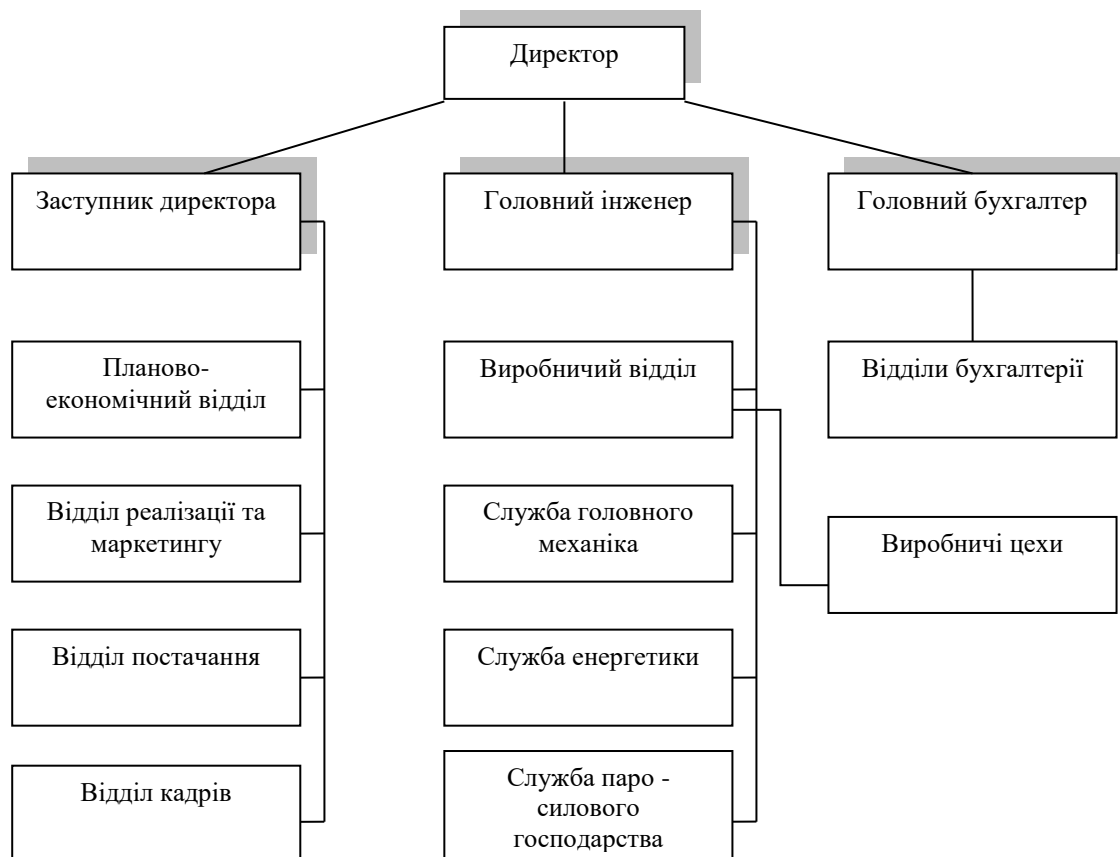 Директор
Заступник директора
Головний інженер
Головний бухгалтер
Планово-
економічний відділ
Виробничий відділ
Відділи бухгалтерії
Відділ реалізації та
маркетингу
Служба головного
механіка
Виробничі цехи
Відділ постачання
Служба енергетики
Відділ кадрів
Служба паро -
силового
господарства